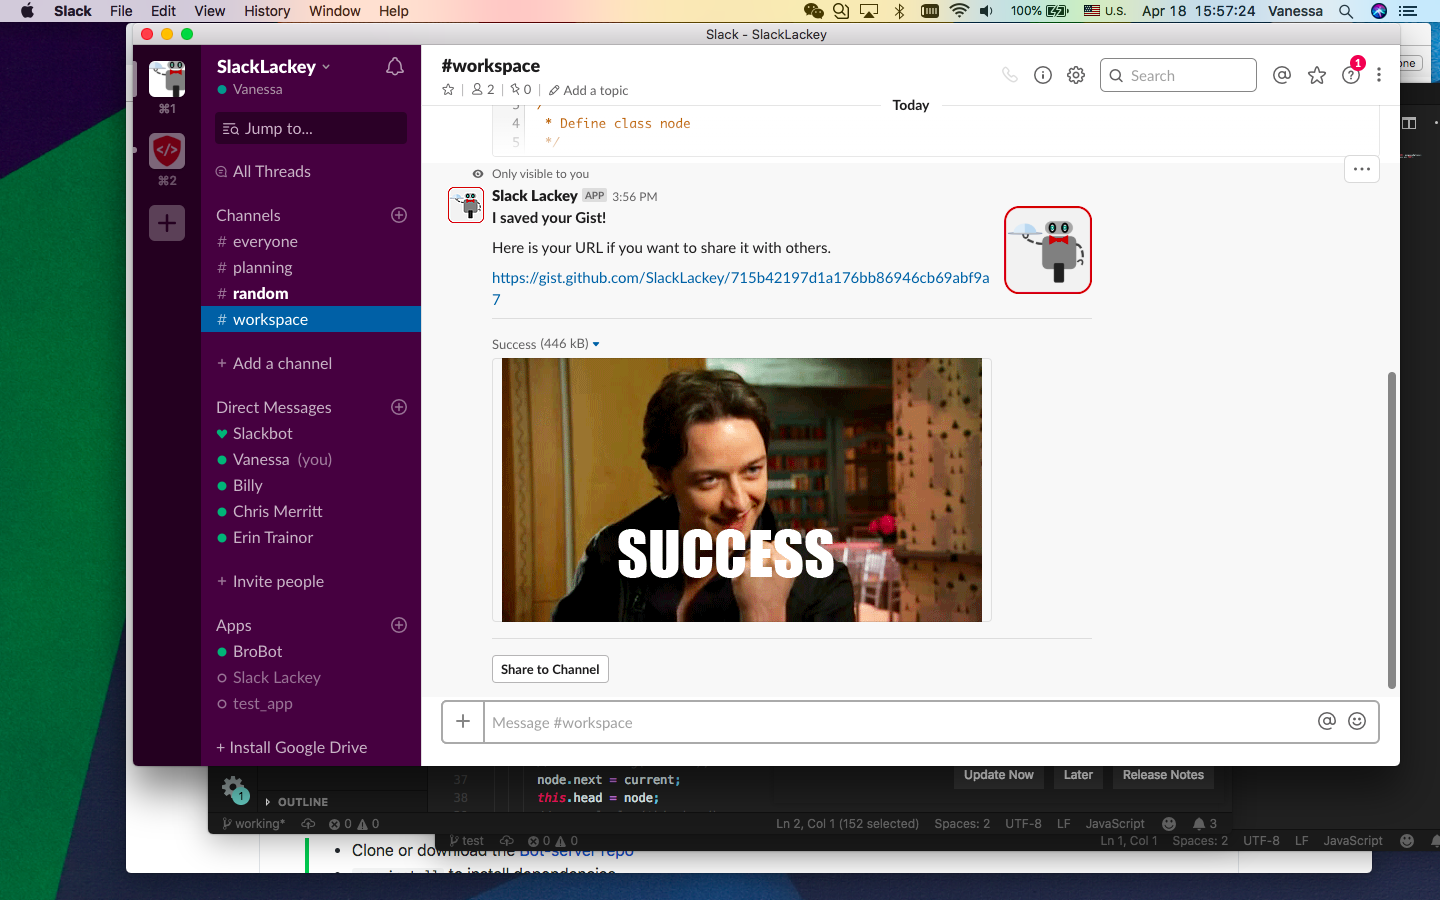 Slack File Edit View History Window Help 100% U.S. Apr 18 15:57:24 Vanessa
Slack - SlackLackey
SlackLackey
Vanessa
⌘1
⌘2
Jump to...
All Threads
Channels
# everyone
# planning
# random
# workspace
+ Add a channel
Direct Messages
Slackbot
Vanessa (you)
Billy
Chris Merritt
Erin Trainor
+ Invite people
Apps
BroBot
Slack Lackey
test_app
+ Install Google Drive
#workspace
2 | 0 | Add a topic
Search
1
Today
4 * Define class node
5 */
Only visible to you
Slack Lackey APP 3:56 PM
I saved your Gist!
Here is your URL if you want to share it with others.
https://gist.github.com/SlackLackey/715b42197d1a176bb86946cb69abf9a
7
Success (446 kB)
SUCCESS
Share to Channel
Message #workspace
37 node.next = current;
38 this.head = node;
Update Now Later Release Notes
1
OUTLINE
working* 0 0 Ln 2, Col 1 (152 selected) Spaces: 2 UTF-8 LF JavaScript 3
test 0 0 Ln 1, Col 1 Spaces: 2 UTF-8 LF JavaScript
• Clone or download the Bot-server repo
to install dependencies